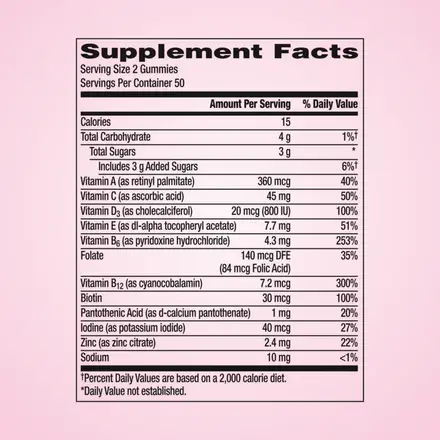 Supplement Facts
Serving Size 2 Gummies
Servings Per Container 50
Amount Per Serving % Daily Value
Calories 15
Total Carbohydrate 4 g 1%†
Total Sugars 3 g *
Includes 3 g Added Sugars 6%†
Vitamin A (as retinyl palmitate) 360 mcg 40%
Vitamin C (as ascorbic acid) 45 mg 50%
Vitamin D3 (as cholecalciferol) 20 mcg (800 IU) 100%
Vitamin E (as dl-alpha tocopheryl acetate) 7.7 mg 51%
Vitamin B6 (as pyridoxine hydrochloride) 4.3 mg 253%
Folate 140 mcg DFE 35%
(84 mcg Folic Acid)
Vitamin B12 (as cyanocobalamin) 7.2 mcg 300%
Biotin 30 mcg 100%
Pantothenic Acid (as d-calcium pantothenate) 1 mg 20%
Iodine (as potassium iodide) 40 mcg 27%
Zinc (as zinc citrate) 2.4 mg 22%
Sodium 10 mg <1%
†Percent Daily Values are based on a 2,000 calorie diet.
*Daily Value not established.